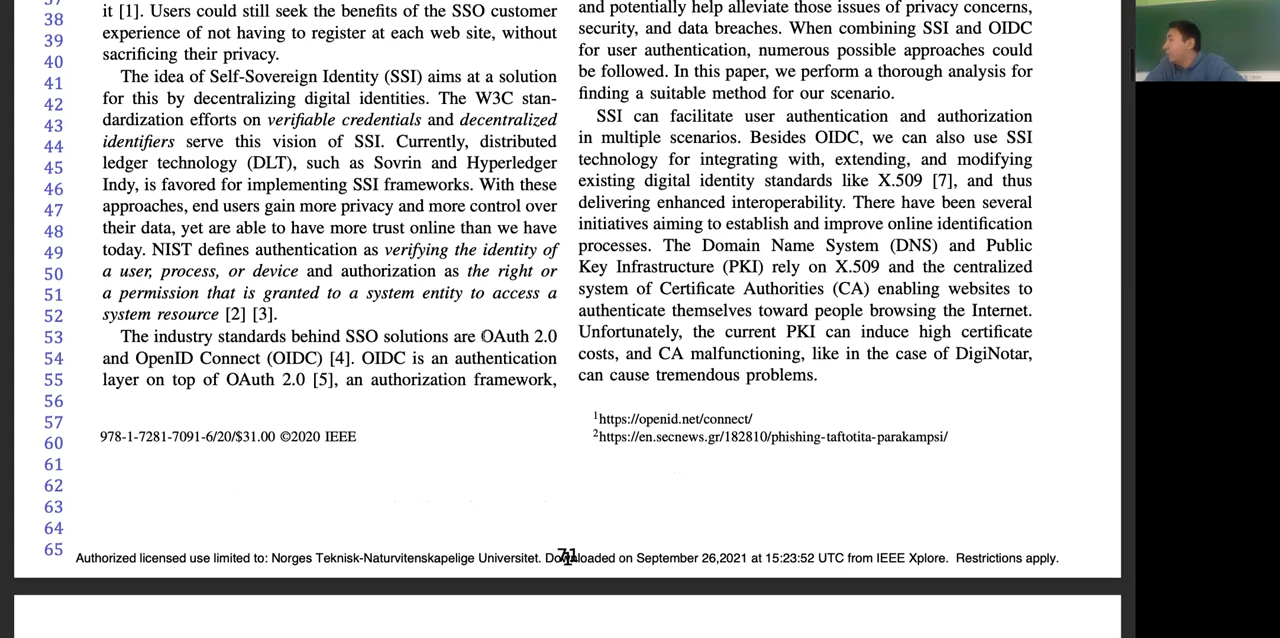 37
38
39
40
41
42
43
44
45
46
47
48
49
50
51
52
53
54
55
56
57
60
61
62
63
64
65
it [1]. Users could still seek the benefits of the SSO customer
experience of not having to register at each web site, without
sacrificing their privacy.
The idea of Self-Sovereign Identity (SSI) aims at a solution
for this by decentralizing digital identities. The W3C stan-
dardization efforts on verifiable credentials and decentralized
identifiers serve this vision of SSI. Currently, distributed
ledger technology (DLT), such as Sovrin and Hyperledger
Indy, is favored for implementing SSI frameworks. With these
approaches, end users gain more privacy and more control over
their data, yet are able to have more trust online than we have
today. NIST defines authentication as verifying the identity of
a user, process, or device and authorization as the right or
a permission that is granted to a system entity to access a
system resource [2] [3].
The industry standards behind SSO solutions are OAuth 2.0
and OpenID Connect (OIDC) [4]. OIDC is an authentication
layer on top of OAuth 2.0 [5], an authorization framework,
978-1-7281-7091-6/20/$31.00 ©2020 IEEE
and potentially help alleviate those issues of privacy concerns,
security, and data breaches. When combining SSI and OIDC
for user authentication, numerous possible approaches could
be followed. In this paper, we perform a thorough analysis for
finding a suitable method for our scenario.
SSI can facilitate user authentication and authorization
in multiple scenarios. Besides OIDC, we can also use SSI
technology for integrating with, extending, and modifying
existing digital identity standards like X.509 [7], and thus
delivering enhanced interoperability. There have been several
initiatives aiming to establish and improve online identification
processes. The Domain Name System (DNS) and Public
Key Infrastructure (PKI) rely on X.509 and the centralized
system of Certificate Authorities (CA) enabling websites to
authenticate themselves toward people browsing the Internet.
Unfortunately, the current PKI can induce high certificate
costs, and CA malfunctioning, like in the case of DigiNotar,
can cause tremendous problems.
1https://openid.net/connect/
2https://en.secnews.gr/182810/phishing-taftotita-parakampsi/
Authorized licensed use limited to: Norges Teknisk-Naturvitenskapelige Universitet. Downloaded on September 26,2021 at 15:23:52 UTC from IEEE Xplore. Restrictions apply.